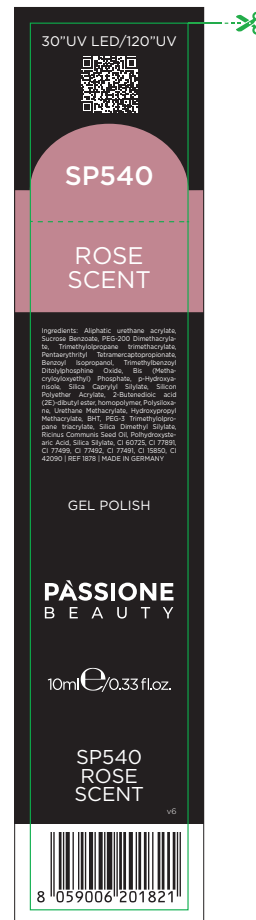 30"UV LED/120"UV
SP540
ROSE
SCENT
Ingredients: Aliphatic urethane acrylate,
Sucrose Benzoate, PEG-200 Dimethacryla-
te, Trimethylolpropane trimethacrylate,
Pentaerythrityl Tetramercaptopropionate,
Benzoyl Isopropanol, Trimethylbenzoyl
Ditolylphosphine Oxide, Bis (Metha-
cryloyloxyethyl) Phosphate, p-Hydroxya-
nisole, Silica Caprylyl Silylate, Silicon
Polyether Acrylate, 2-Butenedioic acid
(2E)-dibutyl ester, homopolymer, Polysiloxa-
ne, Urethane Methacrylate, Hydroxypropyl
Methacrylate, BHT, PEG-3 Trimethylolpro-
pane triacrylate, Silica Dimethyl Silylate,
Ricinus Communis Seed Oil, Polhydroxyste-
aric Acid, Silica Silylate, CI 60725, CI 77891,
CI 77499, CI 77492, CI 77491, CI 15850, CI
42090 | REF 1878 | MADE IN GERMANY
GEL POLISH
PÀSSIONE
BEAUTY
10ml℮/0.33 fl.oz.
SP540
ROSE
SCENT
v6
8 059006 201821